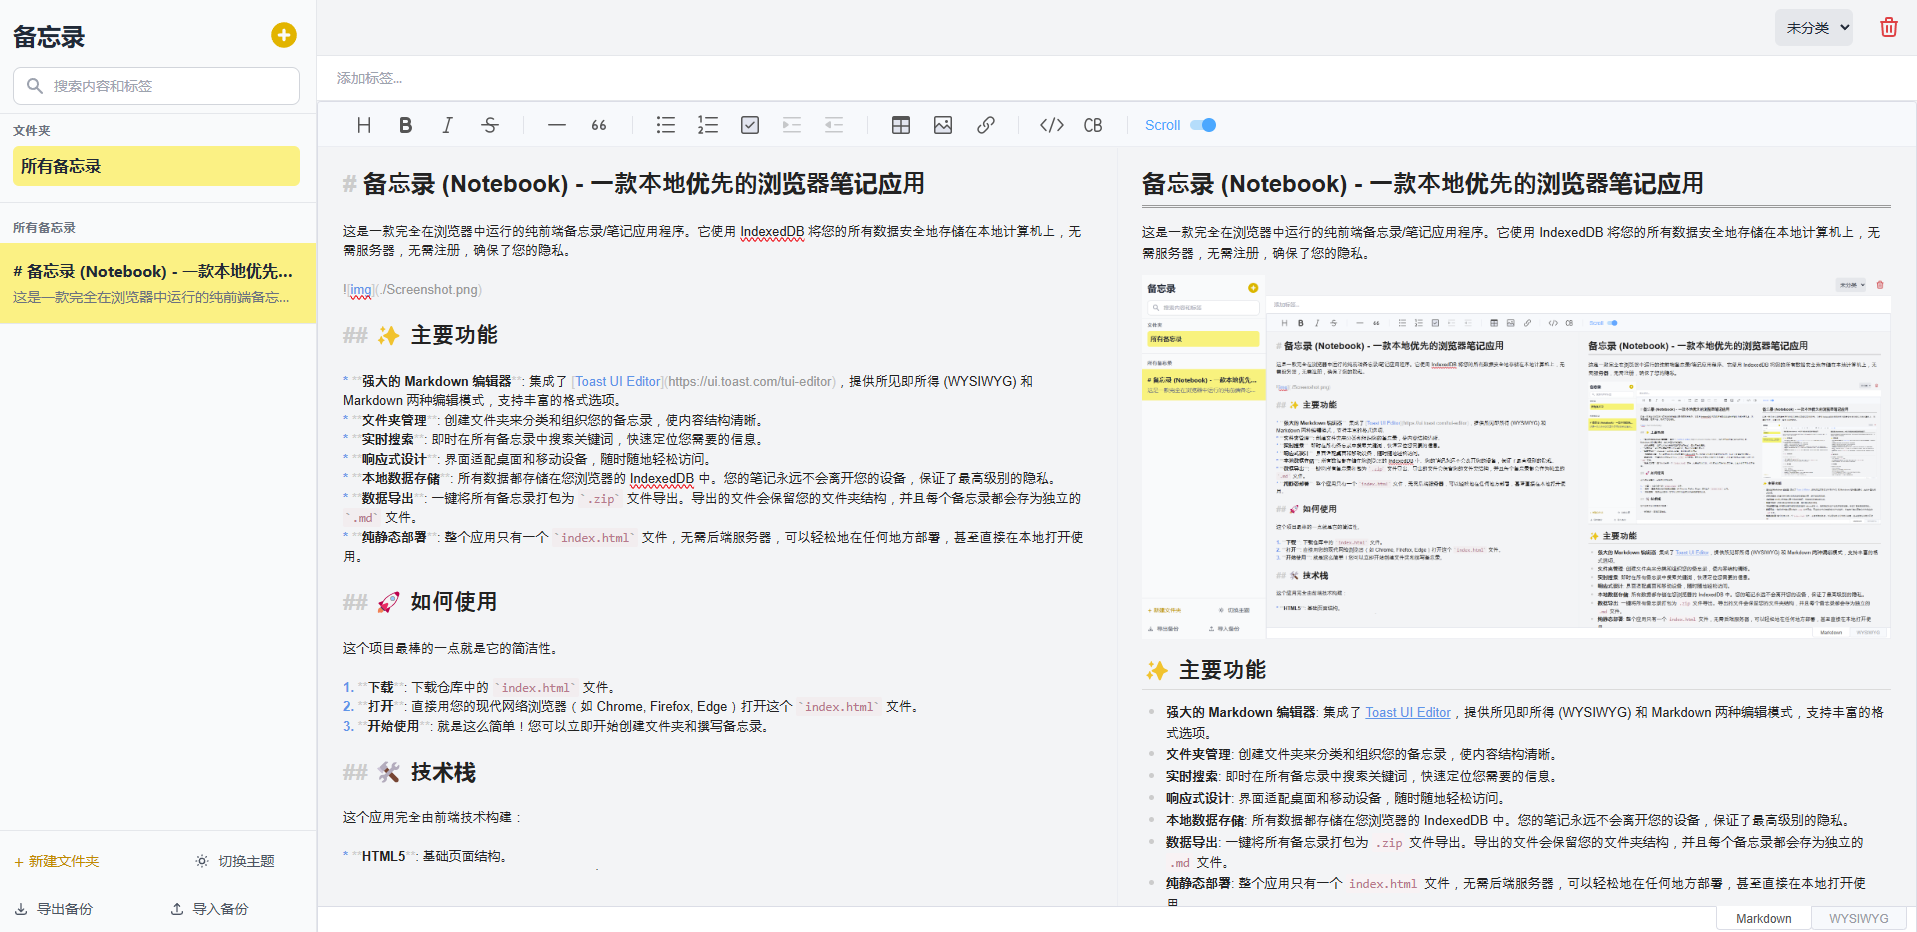 备忘录
搜索内容和标签
文件夹
所有备忘录
所有备忘录
# 备忘录 (Notebook) - 一款本地优先...
这是一款完全在浏览器中运行的纯前端备忘...
+ 新建文件夹
切换主题
导出备份
导入备份
未分类
添加标签...
H B I S 66 CB Scroll
# 备忘录 (Notebook) - 一款本地优先的浏览器笔记应用
这是一款完全在浏览器中运行的纯前端备忘录/笔记应用程序。它使用 IndexedDB 将您的所有数据安全地存储在本地计算机上，无
需服务器，无需注册，确保了您的隐私。
![img](./Screenshot.png)
## ✨ 主要功能
* **强大的 Markdown 编辑器**: 集成了 [Toast UI Editor](https://ui.toast.com/tui-editor)，提供所见即所得 (WYSIWYG) 和
Markdown 两种编辑模式，支持丰富的格式选项。
* **文件夹管理**: 创建文件夹来分类和组织您的备忘录，使内容结构清晰。
* **实时搜索**: 即时在所有备忘录中搜索关键词，快速定位您需要的信息。
* **响应式设计**: 界面适配桌面和移动设备，随时随地轻松访问。
* **本地数据存储**: 所有数据都存储在您浏览器的 IndexedDB 中。您的笔记永远不会离开您的设备，保证了最高级别的隐私。
* **数据导出**: 一键将所有备忘录打包为 `.zip` 文件导出。导出的文件会保留您的文件夹结构，并且每个备忘录都会存为独立的
`.md` 文件。
* **纯静态部署**: 整个应用只有一个 `index.html` 文件，无需后端服务器，可以轻松地在任何地方部署，甚至直接在本地打开使
用。
## 🚀 如何使用
这个项目最棒的一点就是它的简洁性。
1. **下载**: 下载仓库中的 `index.html` 文件。
2. **打开**: 直接用您的现代网络浏览器（如 Chrome, Firefox, Edge）打开这个 `index.html` 文件。
3. **开始使用**: 就是这么简单！您可以立即开始创建文件夹和撰写备忘录。
## 🛠️ 技术栈
这个应用完全由前端技术构建：
* **HTML5**: 基础页面结构。
备忘录 (Notebook) - 一款本地优先的浏览器笔记应用
这是一款完全在浏览器中运行的纯前端备忘录/笔记应用程序。它使用 IndexedDB 将您的所有数据安全地存储在本地计算机上，无
需服务器，无需注册，确保了您的隐私。
✨ 主要功能
强大的 Markdown 编辑器: 集成了 Toast UI Editor，提供所见即所得 (WYSIWYG) 和 Markdown 两种编辑模式，支持丰富的格
式选项。
文件夹管理: 创建文件夹来分类和组织您的备忘录，使内容结构清晰。
实时搜索: 即时在所有备忘录中搜索关键词，快速定位您需要的信息。
响应式设计: 界面适配桌面和移动设备，随时随地轻松访问。
本地数据存储: 所有数据都存储在您浏览器的 IndexedDB 中。您的笔记永远不会离开您的设备，保证了最高级别的隐私。
数据导出: 一键将所有备忘录打包为 .zip 文件导出。导出的文件会保留您的文件夹结构，并且每个备忘录都会存为独立的
.md 文件。
纯静态部署: 整个应用只有一个 index.html 文件，无需后端服务器，可以轻松地在任何地方部署，甚至直接在本地打开使
用
Markdown
WYSIWYG